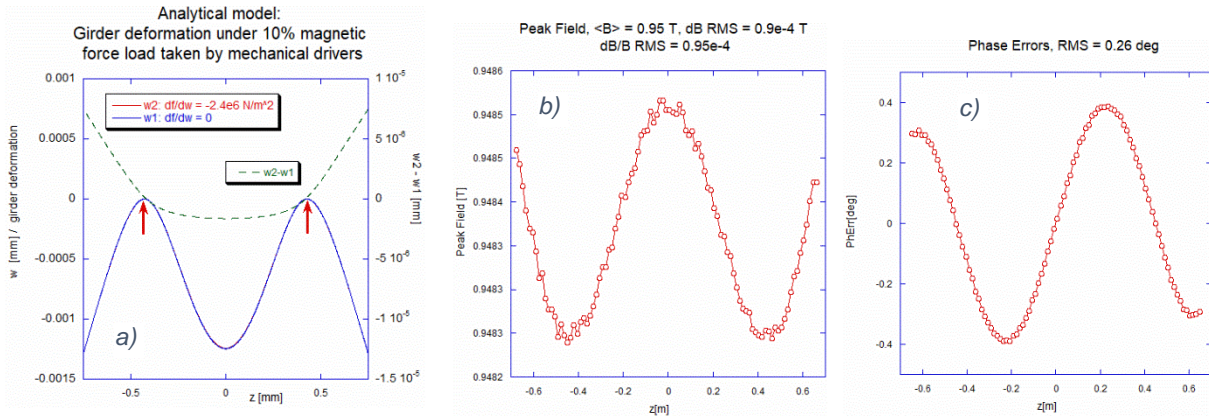 Analytical model:
Girder deformation under 10% magnetic
force load taken by mechanical drivers
0.001
0.0005
0
-0.0005
-0.001
-0.0015
w [mm] / girder deformation
w2: df/dw = -2.4e6 N/m^2
w1: df/dw = 0
w2-w1
1 10⁻⁵
5 10⁻⁶
0
-5 10⁻⁶
-1 10⁻⁵
-1.5 10⁻⁵
w2 - w1 [mm]
a)
-0.5
0
0.5
z [mm]
Peak Field, <B> = 0.95 T, dB RMS = 0.9e-4 T
dB/B RMS = 0.95e-4
b)
0.9486
0.9485
0.9485
0.9484
0.9483
0.9483
0.9483
0.9482
Peak Field [T]
-0.6
-0.4
-0.2
0
0.2
0.4
0.6
z[m]
Phase Errors, RMS = 0.26 deg
c)
0.4
0.2
0
-0.2
-0.4
PhErr[deg]
-0.6
-0.4
-0.2
0
0.2
0.4
0.6
z[m]